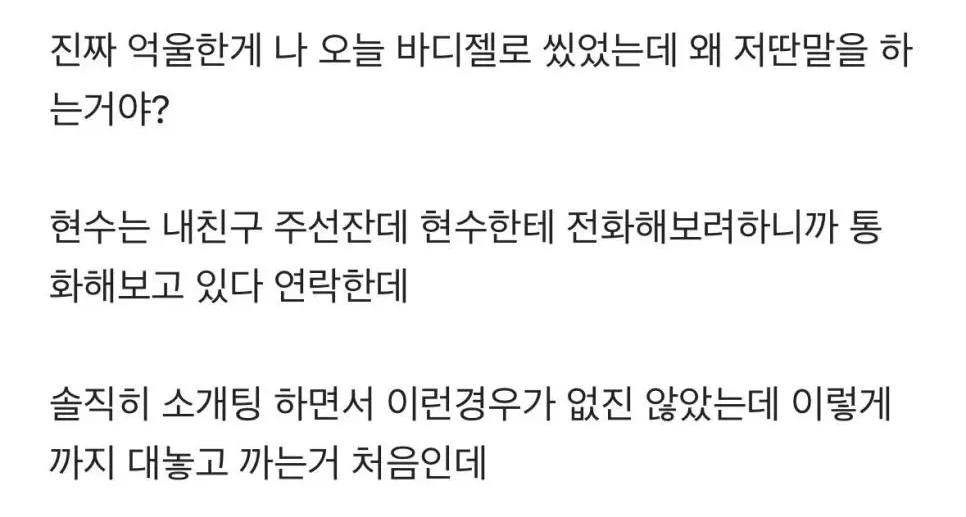 진짜 억울한게 나 오늘 바디젤로 씼었는데 왜 저딴말을 하
는거야?
현수는 내친구 주선잔데 현수한테 전화해보려하니까 통
화해보고 있다 연락한데
솔직히 소개팅 하면서 이런경우가 없진 않았는데 이렇게
까지 대놓고 까는거 처음인데